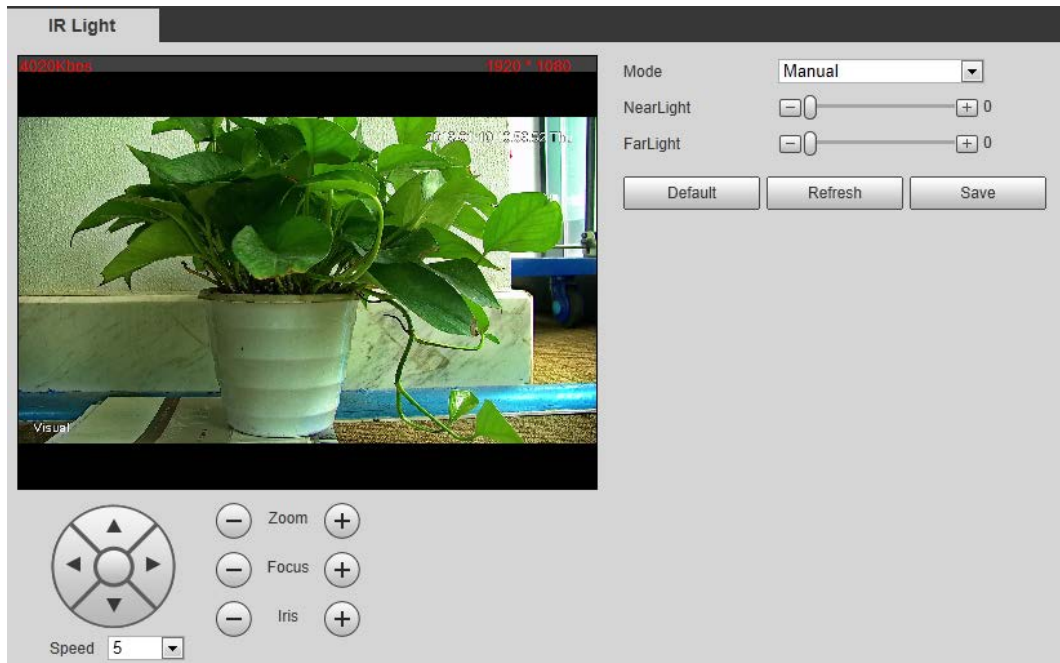 IR Light
4020Kbps 1920 * 1080
Mode Manual
NearLight 0
FarLight 0
Default Refresh Save
Visual
Zoom
Focus
Iris
Speed 5